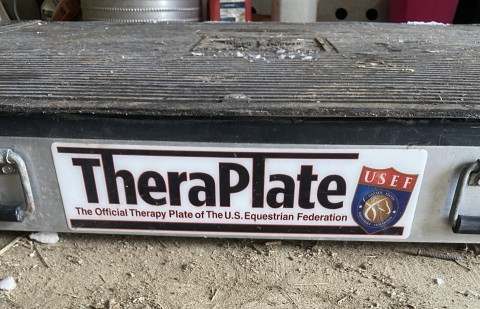 TheraPlate
The Official Therapy Plate of The U.S. Equestrian Federation
USEF